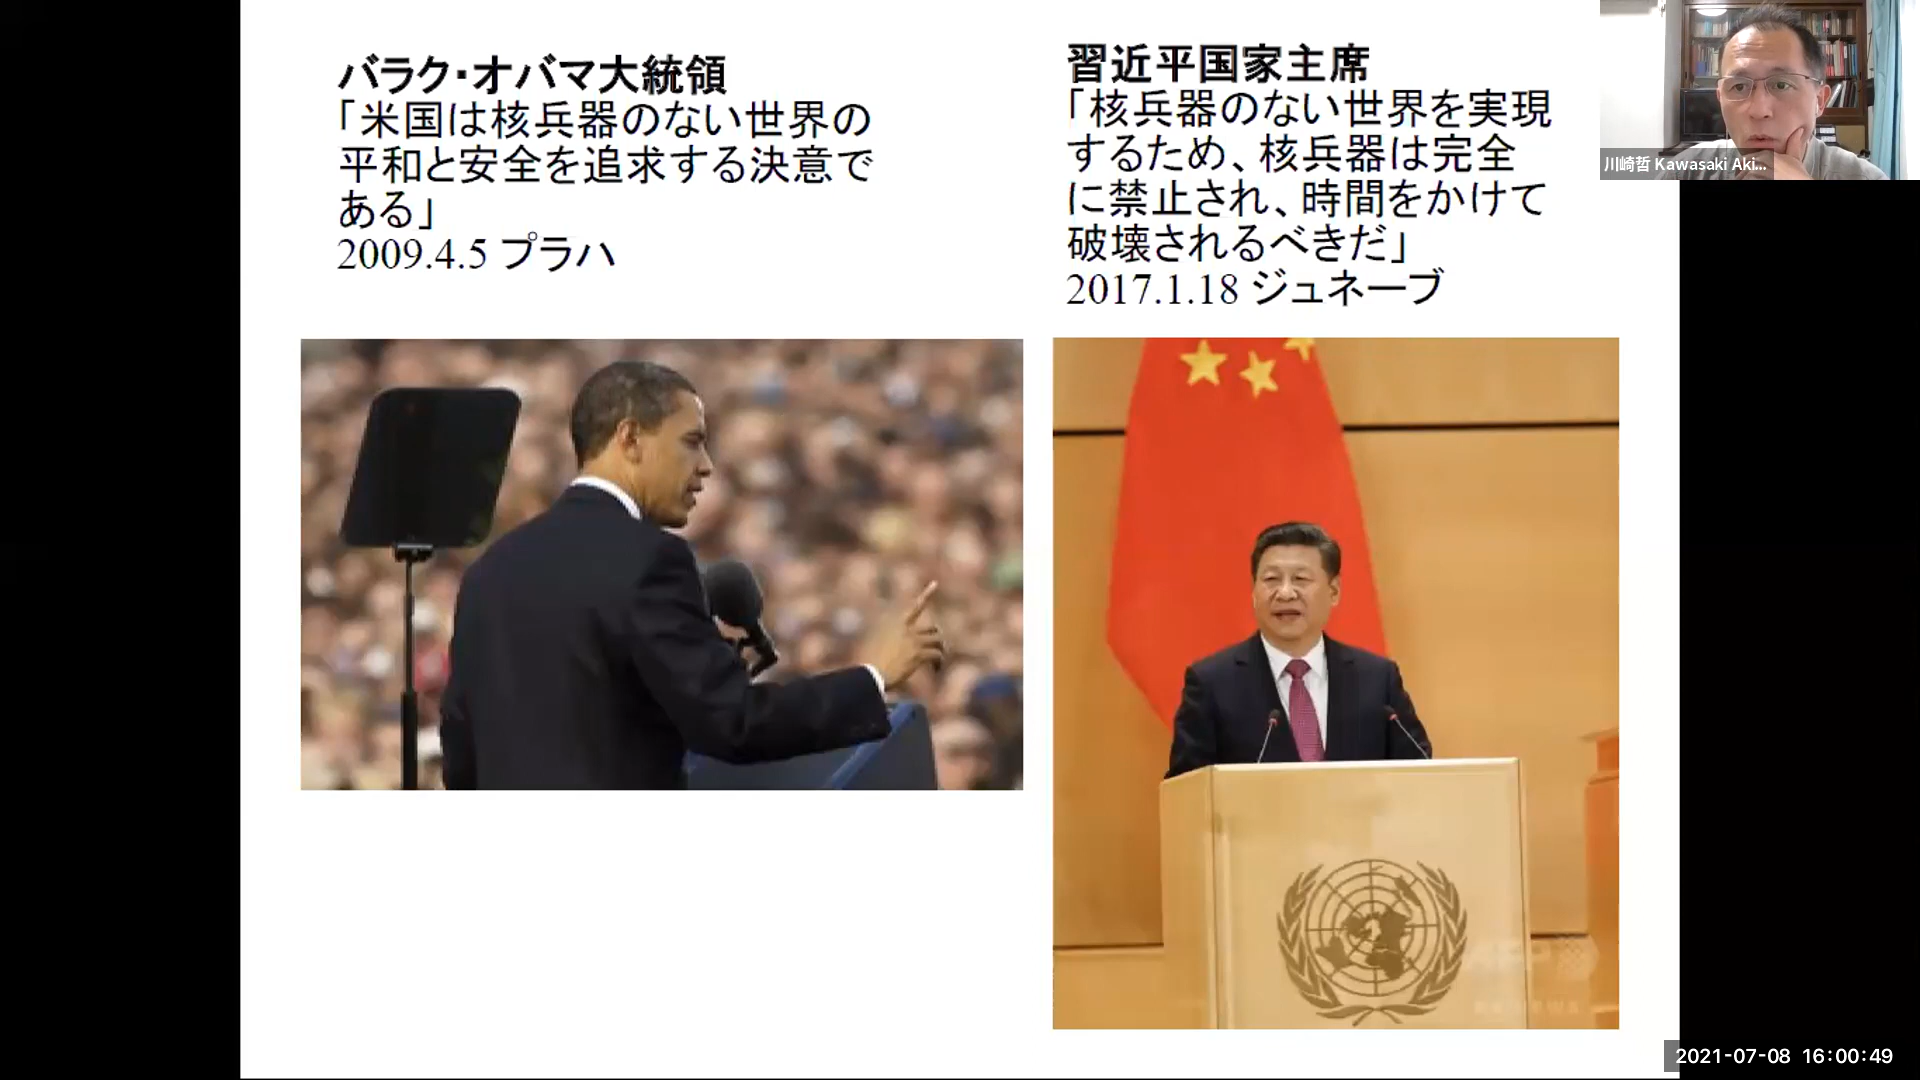 バラク・オバマ大統領
「米国は核兵器のない世界の
平和と安全を追求する決意で
ある」
2009.4.5 プラハ
習近平国家主席
「核兵器のない世界を実現
するため、核兵器は完全
に禁止され、時間をかけて
破壊されるべきだ」
2017.1.18 ジュネーブ
川崎哲 Kawasaki Aki...
2021-07-08 16:00:49